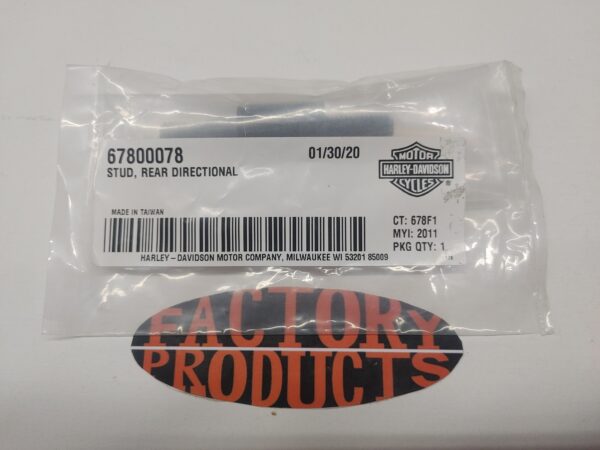 67800078
01/30/20
STUD, REAR DIRECTIONAL
MOTOR
HARLEY-DAVIDSON
CYCLES
®
MADE IN TAIWAN
CT: 678F1
MYI: 2011
PKG QTY: 1
HARLEY-DAVIDSON MOTOR COMPANY, MILWAUKEE WI 53201 85009
FACTORY
PRODUCTS